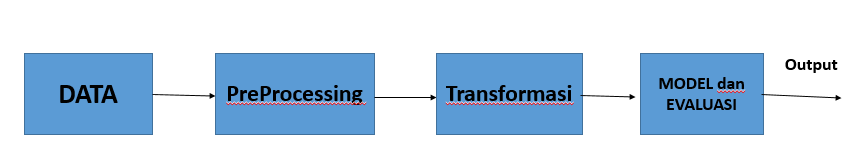 DATA
PreProcessing
Transformasi
MODEL dan
EVALUASI
Output